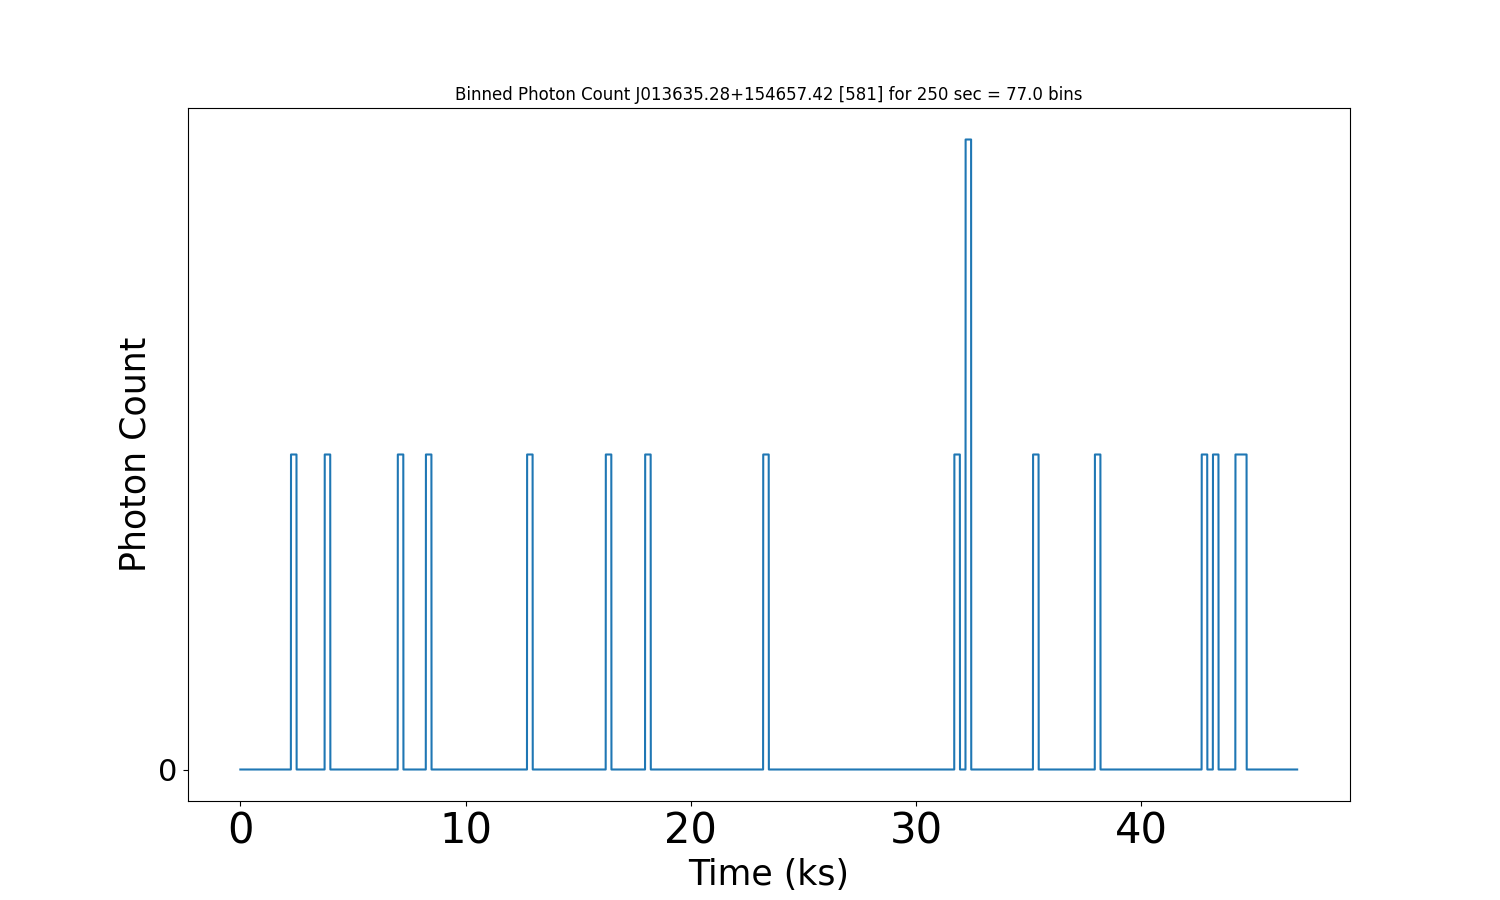 Binned Photon Count J013635.28+154657.42 [581] for 250 sec = 77.0 bins
Photon Count
0
0 10 20 30 40
Time (ks)